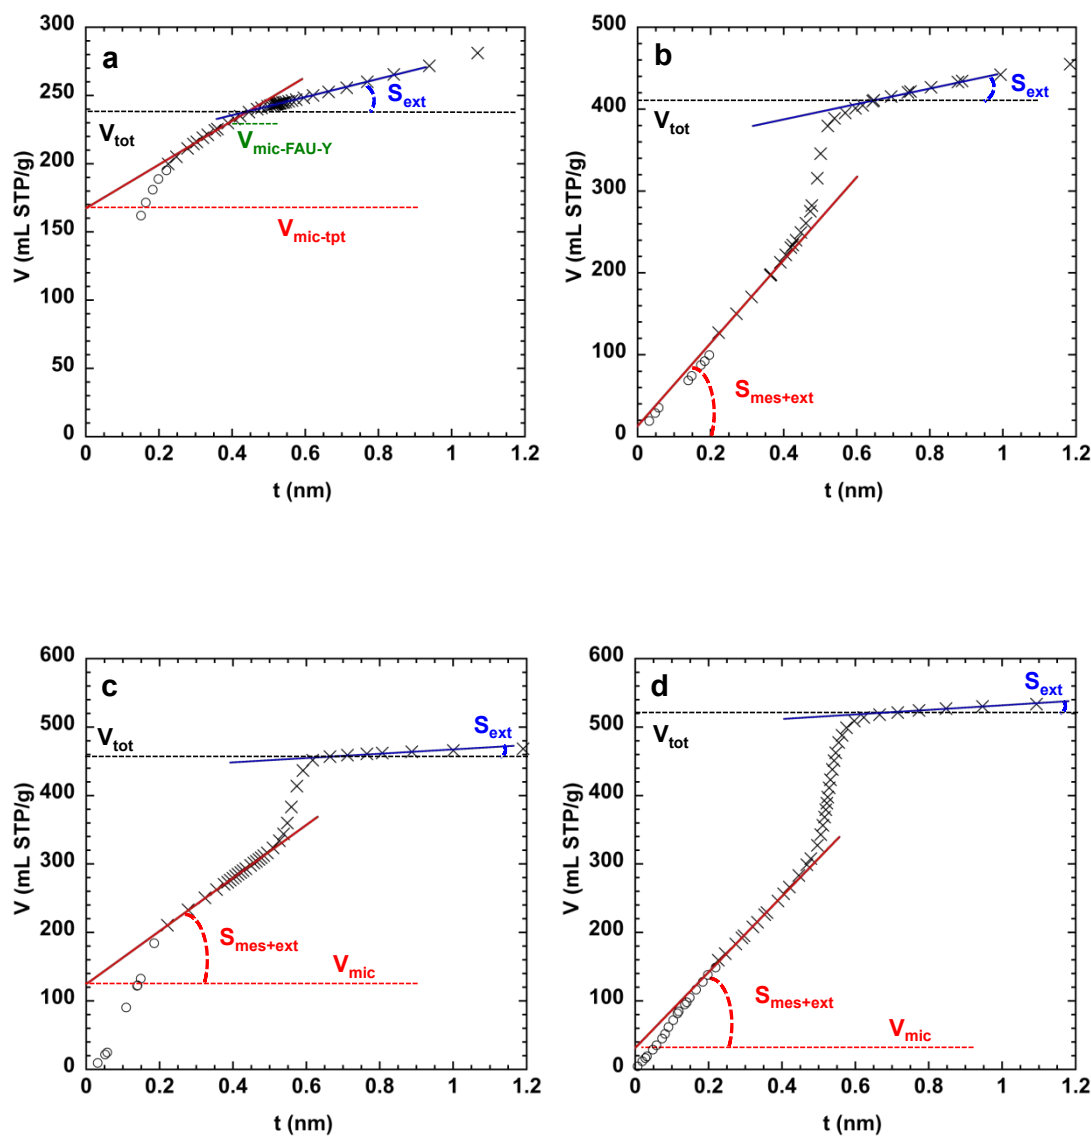 300
250
200
150
100
50
0
V (mL STP/g)
a
S_ext
V_tot
V_mic-FAU-Y
V_mic-tpt
0 0.2 0.4 0.6 0.8 1 1.2
t (nm)
500
400
300
200
100
0
V (mL STP/g)
b
S_ext
V_tot
S_mes+ext
0 0.2 0.4 0.6 0.8 1 1.2
t (nm)
600
500
400
300
200
100
0
V (mL STP/g)
c
S_ext
V_tot
S_mes+ext
V_mic
0 0.2 0.4 0.6 0.8 1 1.2
t (nm)
600
500
400
300
200
100
0
V (mL STP/g)
d
S_ext
V_tot
S_mes+ext
V_mic
0 0.2 0.4 0.6 0.8 1 1.2
t (nm)